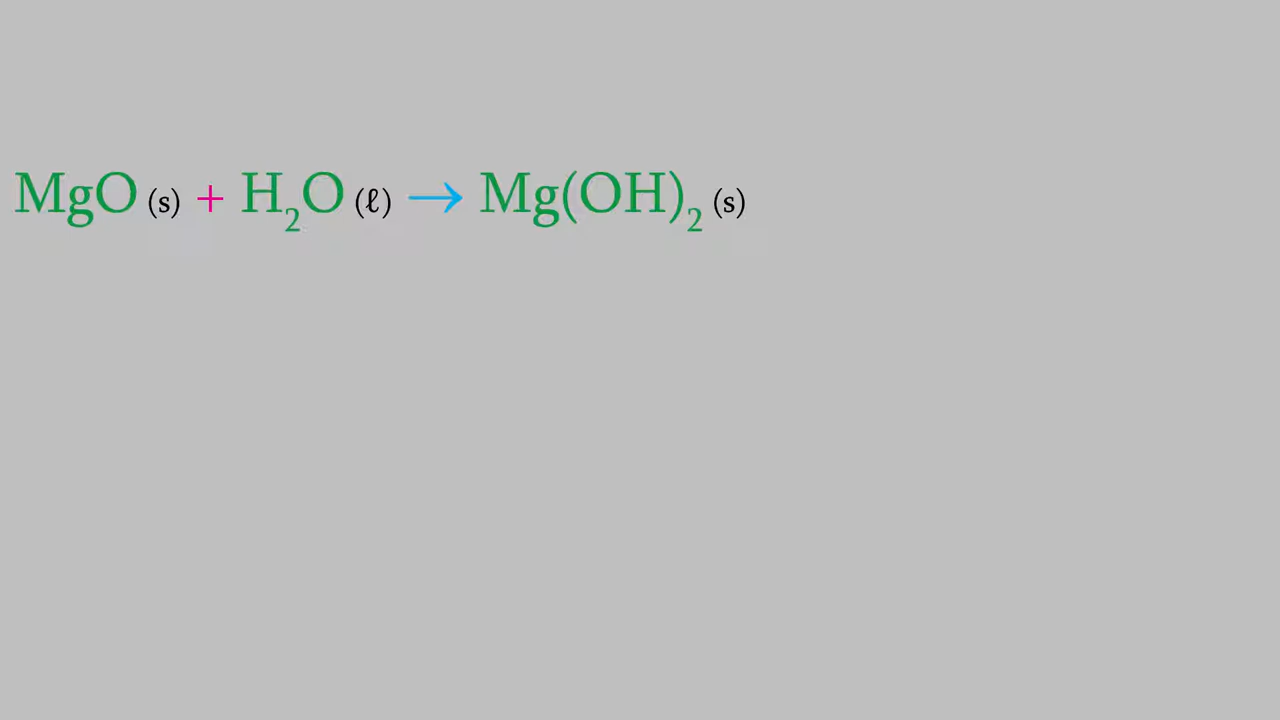 MgO (s) + H₂O (ℓ) → Mg(OH)₂ (s)